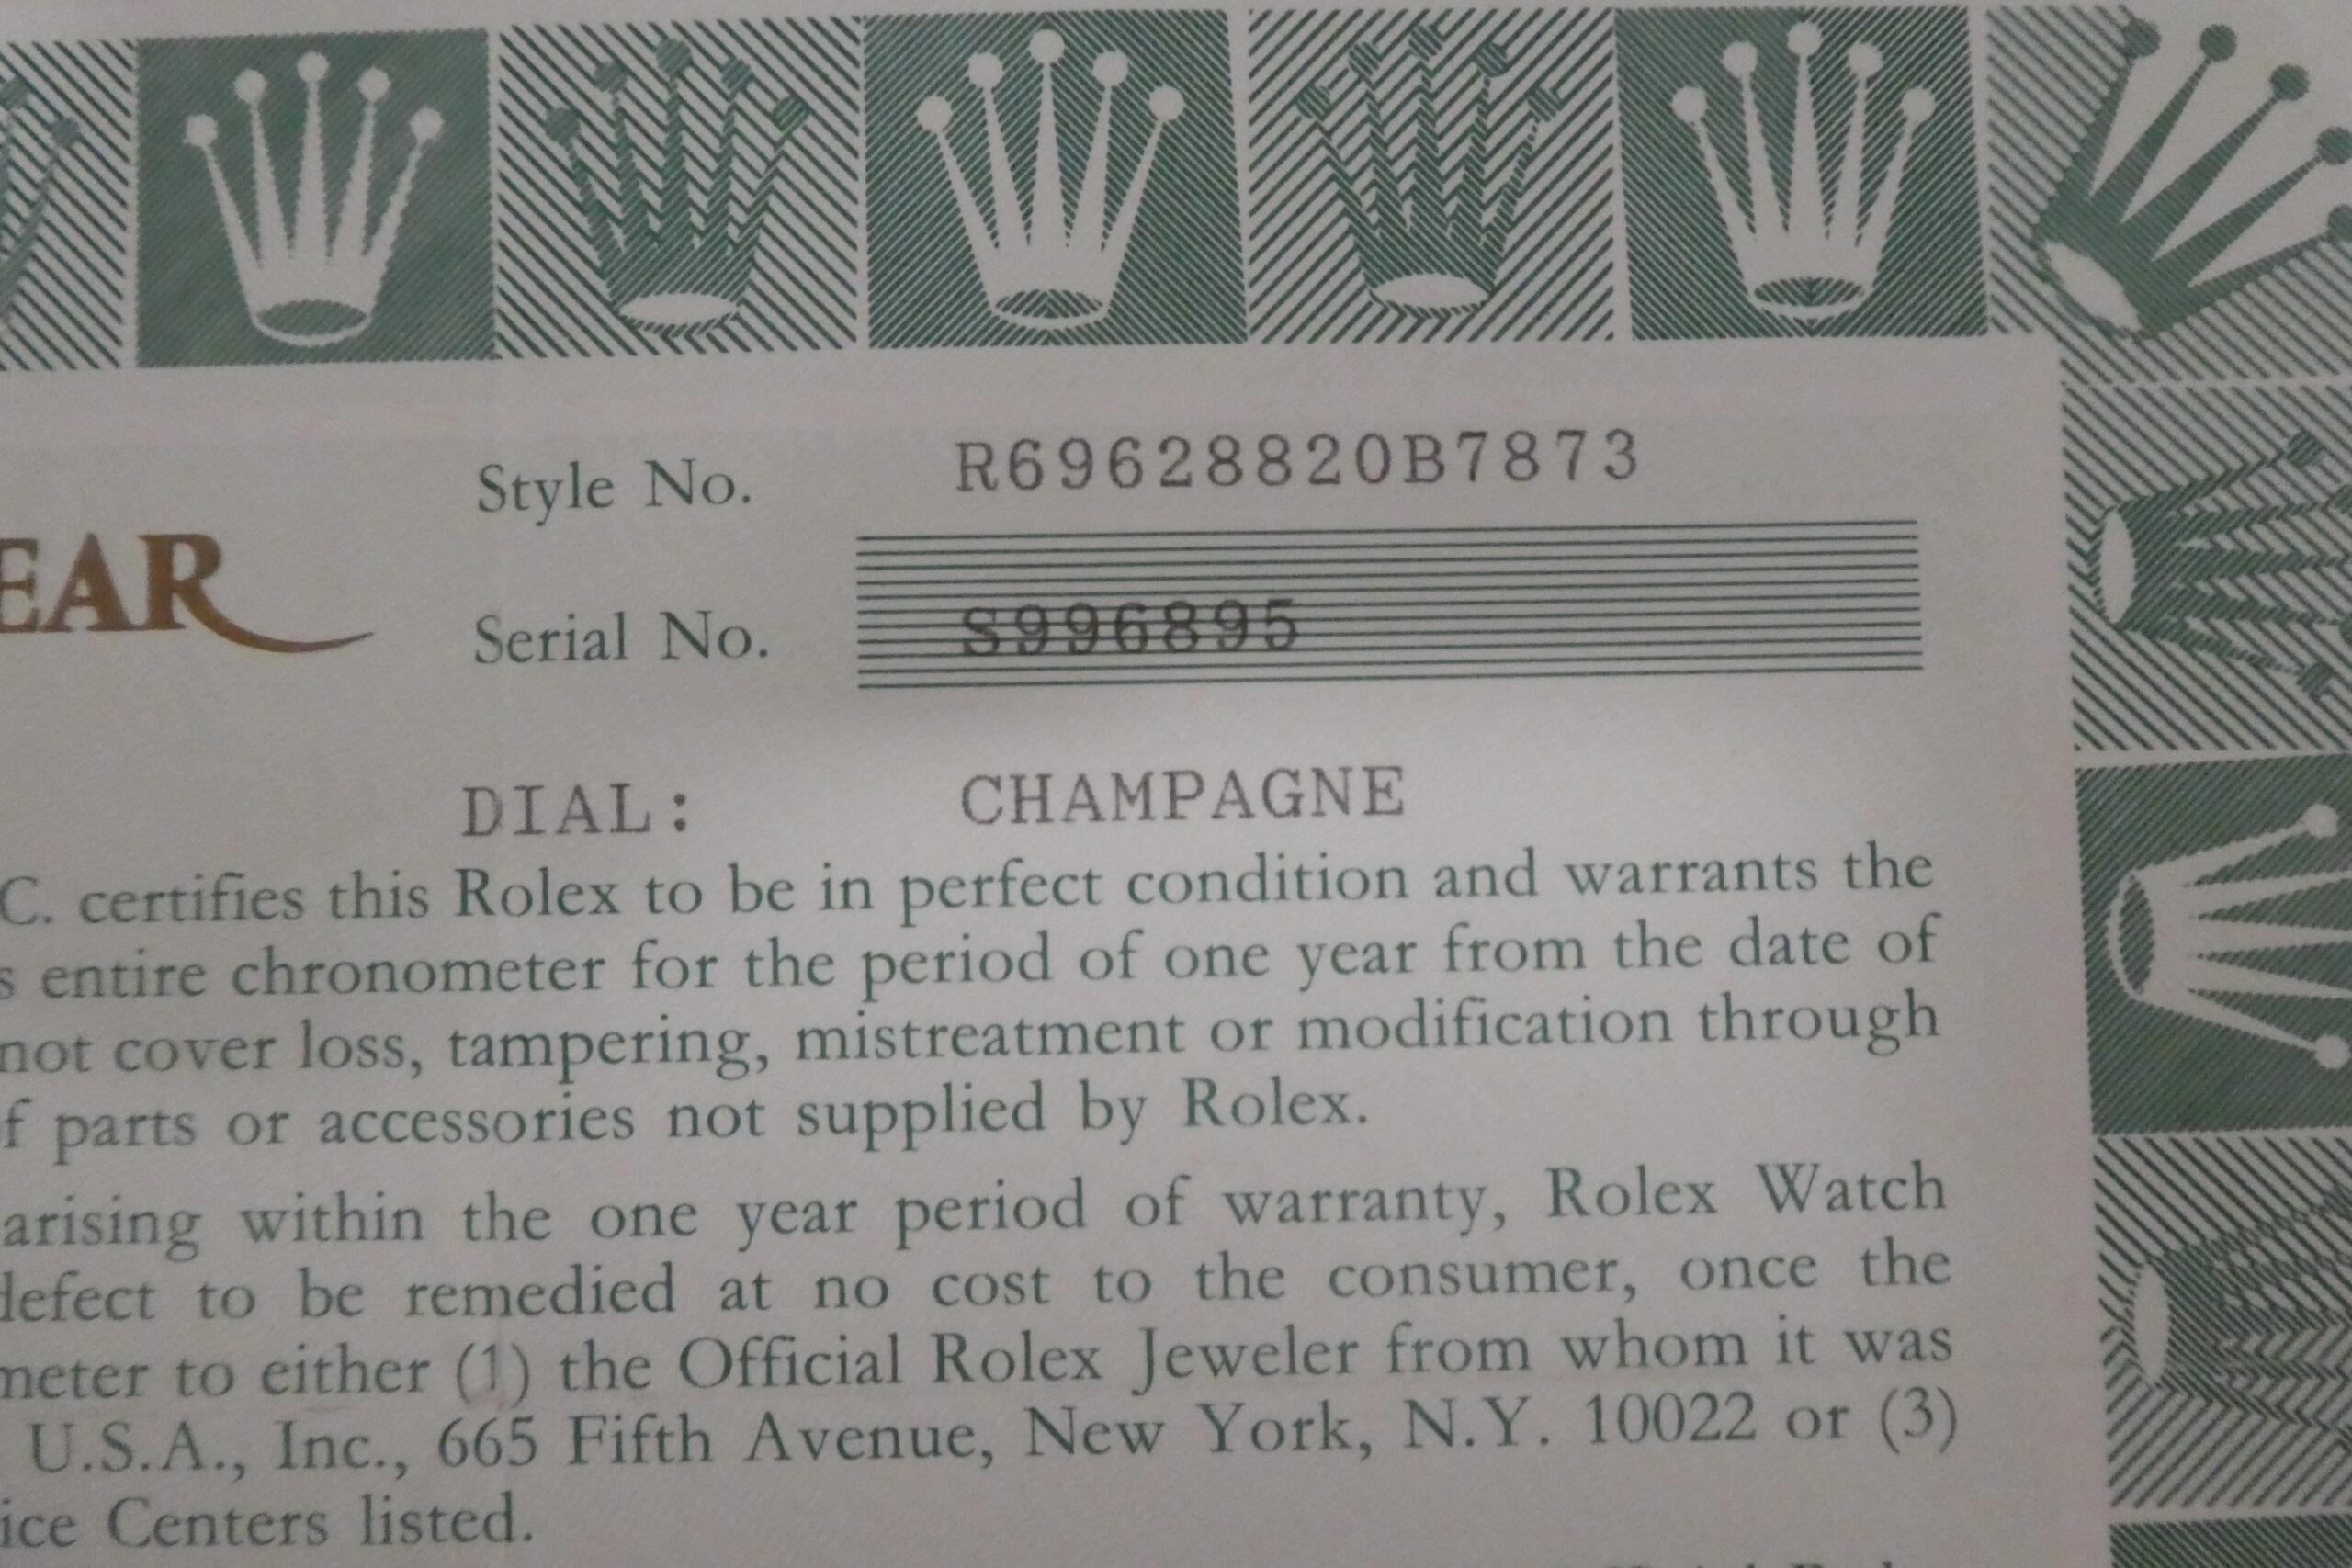 Style No. R69628820B7873
EAR
Serial No. S996895
DIAL: CHAMPAGNE
C. certifies this Rolex to be in perfect condition and warrants the
s entire chronometer for the period of one year from the date of
not cover loss, tampering, mistreatment or modification through
f parts or accessories not supplied by Rolex.
arising within the one year period of warranty, Rolex Watch
defect to be remedied at no cost to the consumer, once the
meter to either (1) the Official Rolex Jeweler from whom it was
U.S.A., Inc., 665 Fifth Avenue, New York, N.Y. 10022 or (3)
ice Centers listed.